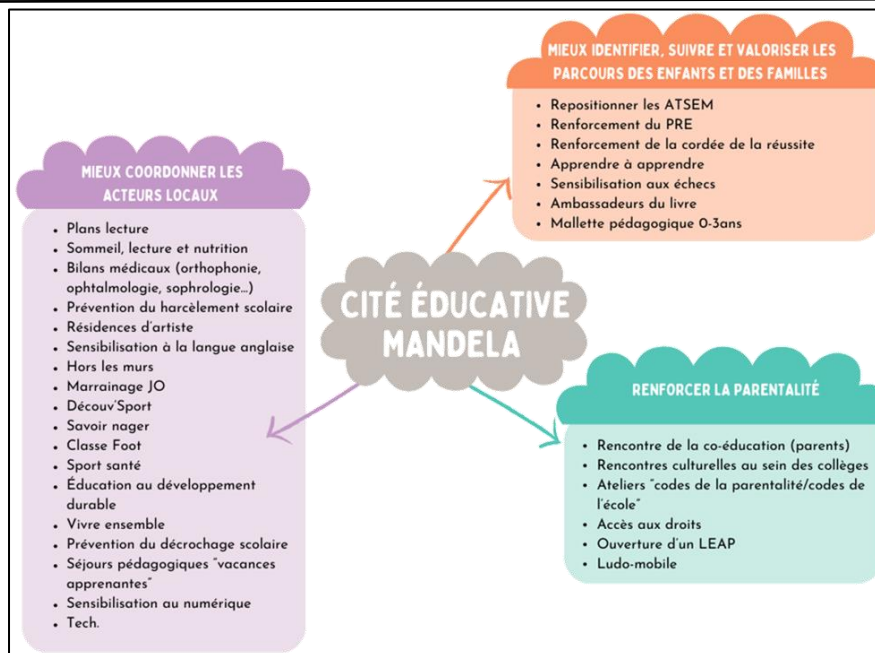 MIEUX IDENTIFIER, SUIVRE ET VALORISER LES
PARCOURS DES ENFANTS ET DES FAMILLES
• Repositionner les ATSEM
• Renforcement du PRE
• Renforcement de la cordée de la réussite
• Apprendre à apprendre
• Sensibilisation aux échecs
• Ambassadeurs du livre
• Mallette pédagogique 0-3ans
MIEUX COORDONNER LES
ACTEURS LOCAUX
• Plans lecture
• Sommeil, lecture et nutrition
• Bilans médicaux (orthophonie,
ophtalmologie, sophrologie...)
• Prévention du harcèlement scolaire
• Résidences d'artiste
• Sensibilisation à la langue anglaise
• Hors les murs
• Marrainage JO
• Découv'Sport
• Savoir nager
• Classe Foot
• Sport santé
• Éducation au développement
durable
• Vivre ensemble
• Prévention du décrochage scolaire
• Séjours pédagogiques "vacances
apprenantes"
• Sensibilisation au numérique
• Tech.
CITÉ ÉDUCATIVE
MANDELA
RENFORCER LA PARENTALITÉ
• Rencontre de la co-éducation (parents)
• Rencontres culturelles au sein des collèges
• Ateliers "codes de la parentalité/codes de
l'école"
• Accès aux droits
• Ouverture d'un LEAP
• Ludo-mobile